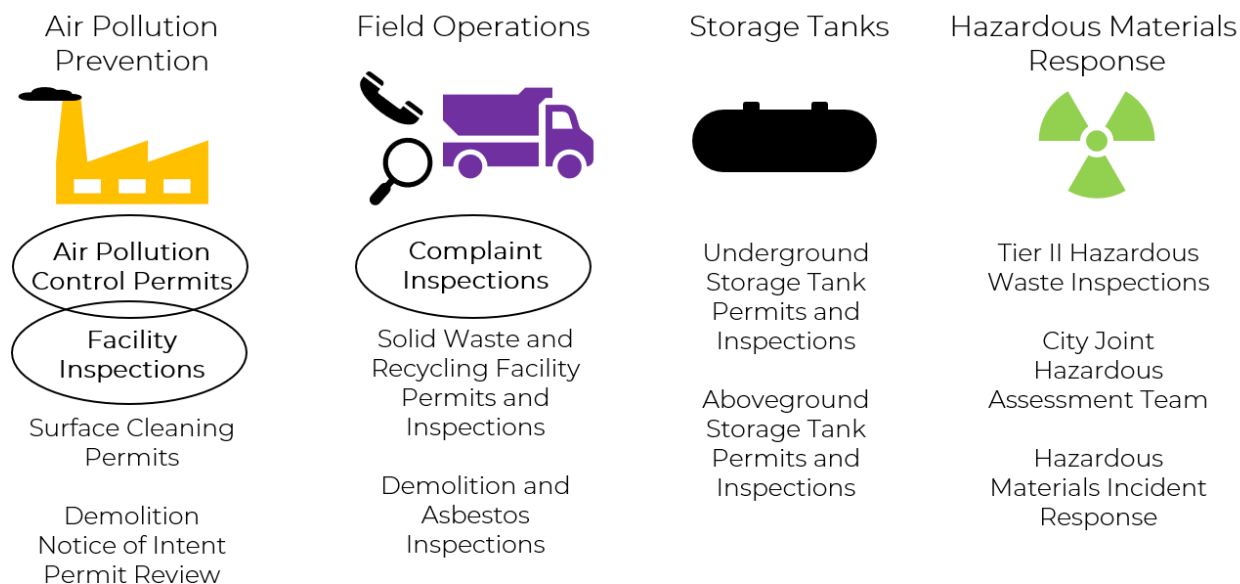 Air Pollution
Prevention
Air Pollution
Control Permits
Facility
Inspections
Surface Cleaning
Permits
Demolition
Notice of Intent
Permit Review
Field Operations
Complaint
Inspections
Solid Waste and
Recycling Facility
Permits and
Inspections
Demolition and
Asbestos
Inspections
Storage Tanks
Underground
Storage Tank
Permits and
Inspections
Aboveground
Storage Tank
Permits and
Inspections
Hazardous Materials
Response
Tier II Hazardous
Waste Inspections
City Joint
Hazardous
Assessment Team
Hazardous
Materials Incident
Response